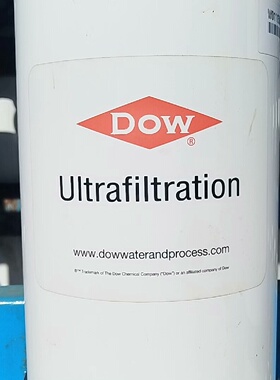 DOW
®
Ultrafiltration
www.dowwaterandprocess.com
®™ Trademark of The Dow Chemical Company ("Dow") or an affiliated company of Dow